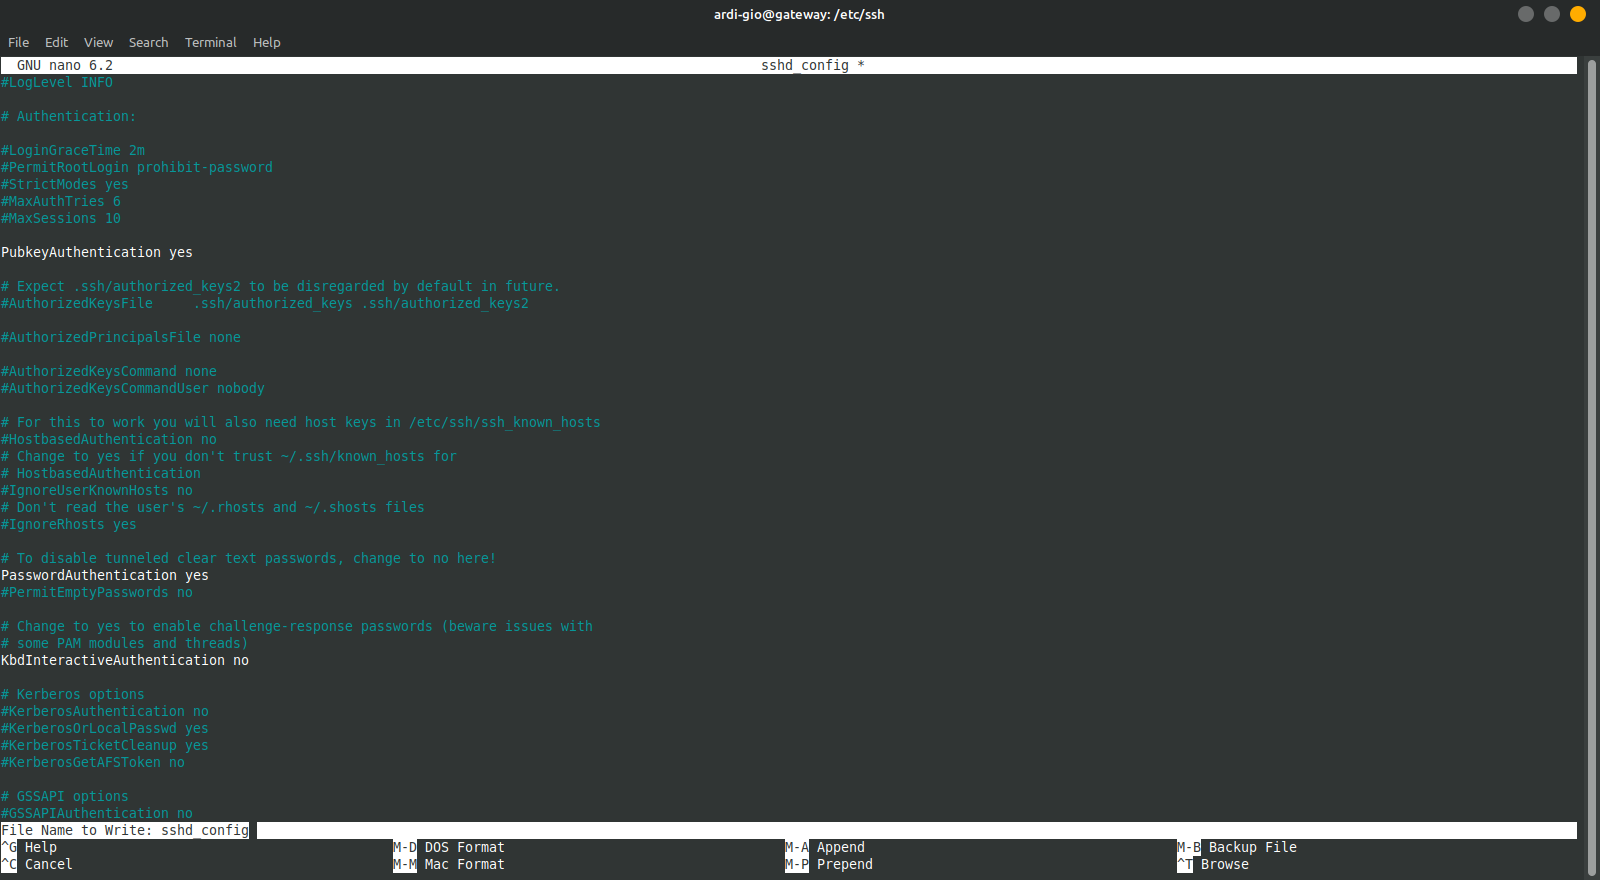 ardi-gio@gateway: /etc/ssh
File Edit View Search Terminal Help
GNU nano 6.2 sshd_config *
#LogLevel INFO
# Authentication:
#LoginGraceTime 2m
#PermitRootLogin prohibit-password
#StrictModes yes
#MaxAuthTries 6
#MaxSessions 10
PubkeyAuthentication yes
# Expect .ssh/authorized_keys2 to be disregarded by default in future.
#AuthorizedKeysFile     .ssh/authorized_keys .ssh/authorized_keys2
#AuthorizedPrincipalsFile none
#AuthorizedKeysCommand none
#AuthorizedKeysCommandUser nobody
# For this to work you will also need host keys in /etc/ssh/ssh_known_hosts
#HostbasedAuthentication no
# Change to yes if you don't trust ~/.ssh/known_hosts for
# HostbasedAuthentication
#IgnoreUserKnownHosts no
# Don't read the user's ~/.rhosts and ~/.shosts files
#IgnoreRhosts yes
# To disable tunneled clear text passwords, change to no here!
PasswordAuthentication yes
#PermitEmptyPasswords no
# Change to yes to enable challenge-response passwords (beware issues with
# some PAM modules and threads)
KbdInteractiveAuthentication no
# Kerberos options
#KerberosAuthentication no
#KerberosOrLocalPasswd yes
#KerberosTicketCleanup yes
#KerberosGetAFSToken no
# GSSAPI options
#GSSAPIAuthentication no
File Name to Write: sshd_config
^G Help M-D DOS Format M-A Append M-B Backup File
^C Cancel M-M Mac Format M-P Prepend ^T Browse